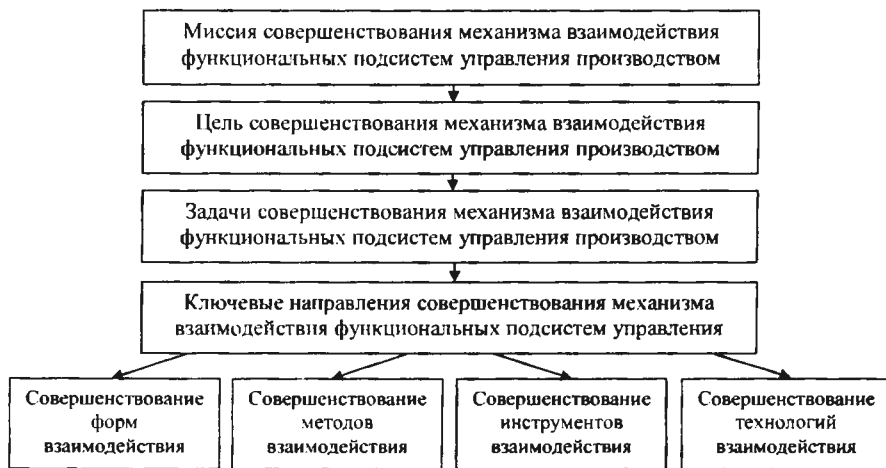 Миссия совершенствования механизма взаимодействия
функциональных подсистем управления производством
Цель совершенствования механизма взаимодействия
функциональных подсистем управления производством
Задачи совершенствования механизма взаимодействия
функциональных подсистем управления производством
Ключевые направления совершенствования механизма
взаимодействия функциональных подсистем управления
Совершенствование
форм
взаимодействия
Совершенствование
методов
взаимодействия
Совершенствование
инструментов
взаимодействия
Совершенствование
технологий
взаимодействия